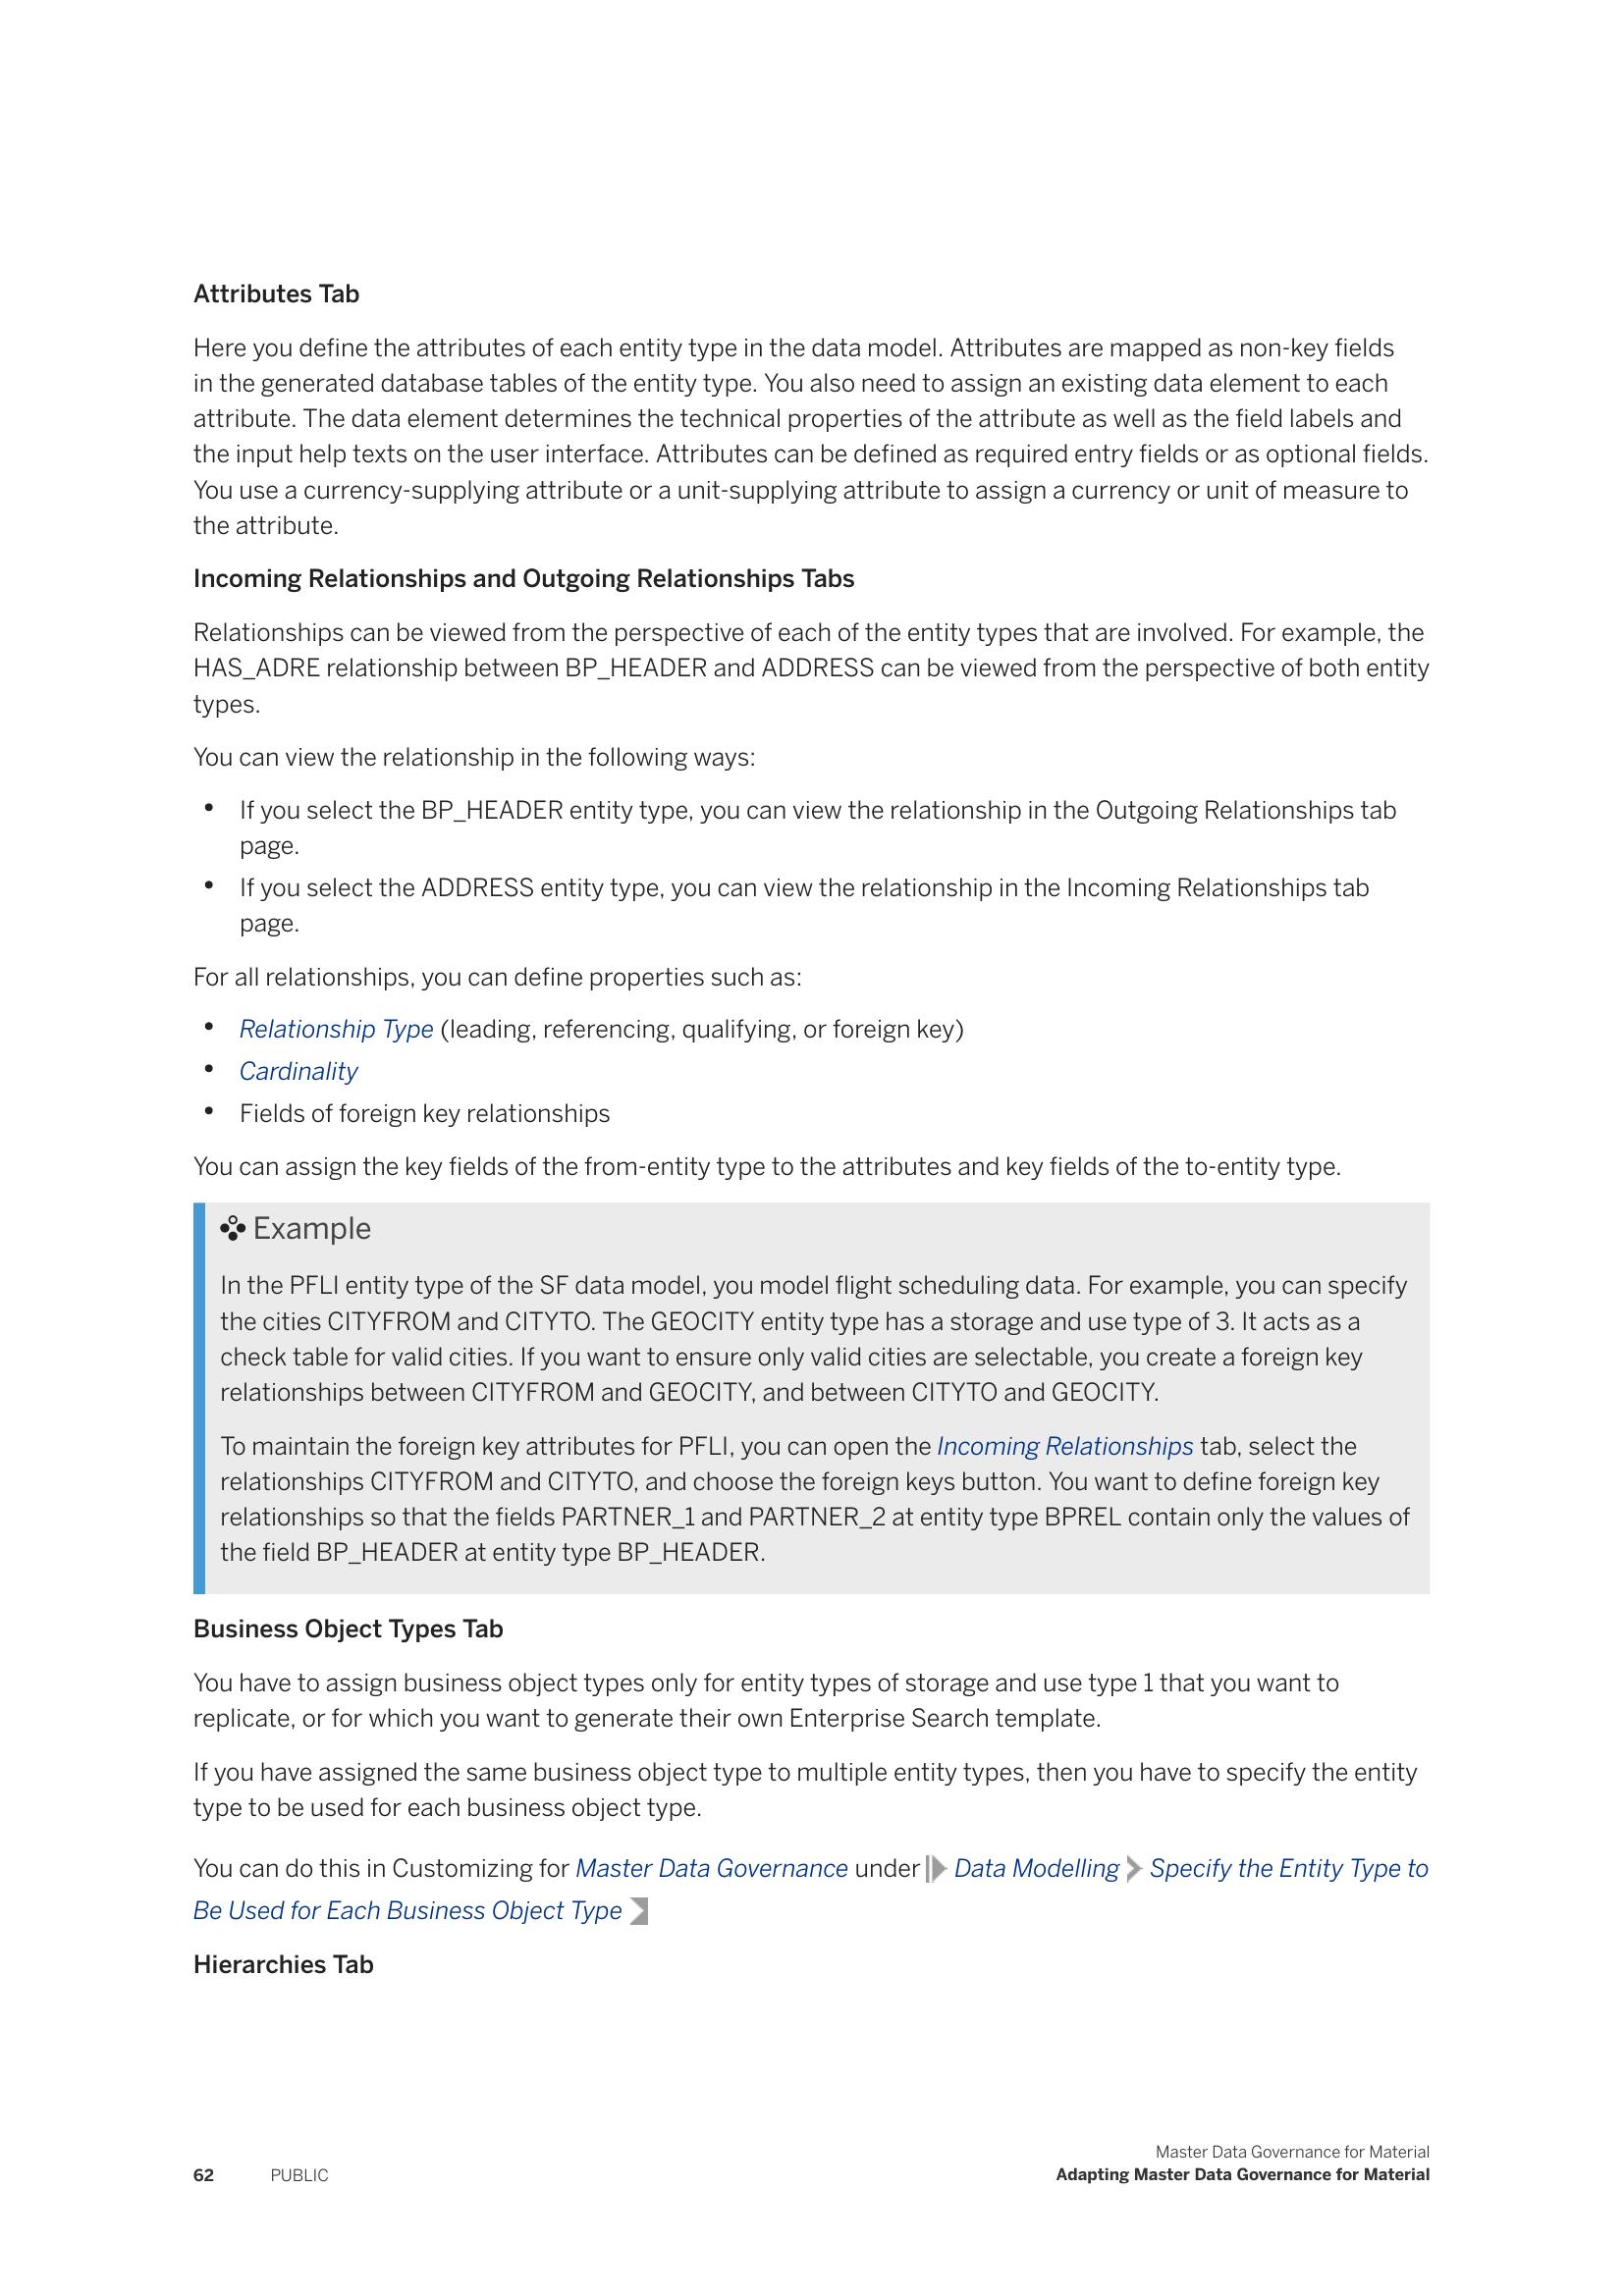 Attributes Tab
Here you define the attributes of each entity type in the data model. Attributes are mapped as non-key fields
in the generated database tables of the entity type. You also need to assign an existing data element to each
attribute. The data element determines the technical properties of the attribute as well as the field labels and
the input help texts on the user interface. Attributes can be defined as required entry fields or as optional fields.
You use a currency-supplying attribute or a unit-supplying attribute to assign a currency or unit of measure to
the attribute.
Incoming Relationships and Outgoing Relationships Tabs
Relationships can be viewed from the perspective of each of the entity types that are involved. For example, the
HAS_ADRE relationship between BP_HEADER and ADDRESS can be viewed from the perspective of both entity
types.
You can view the relationship in the following ways:
• If you select the BP_HEADER entity type, you can view the relationship in the Outgoing Relationships tab
page.
• If you select the ADDRESS entity type, you can view the relationship in the Incoming Relationships tab
page.
For all relationships, you can define properties such as:
• Relationship Type (leading, referencing, qualifying, or foreign key)
• Cardinality
• Fields of foreign key relationships
You can assign the key fields of the from-entity type to the attributes and key fields of the to-entity type.
Example
In the PFLI entity type of the SF data model, you model flight scheduling data. For example, you can specify
the cities CITYFROM and CITYTO. The GEOCITY entity type has a storage and use type of 3. It acts as a
check table for valid cities. If you want to ensure only valid cities are selectable, you create a foreign key
relationships between CITYFROM and GEOCITY, and between CITYTO and GEOCITY.
To maintain the foreign key attributes for PFLI, you can open the Incoming Relationships tab, select the
relationships CITYFROM and CITYTO, and choose the foreign keys button. You want to define foreign key
relationships so that the fields PARTNER_1 and PARTNER_2 at entity type BPREL contain only the values of
the field BP_HEADER at entity type BP_HEADER.
Business Object Types Tab
You have to assign business object types only for entity types of storage and use type 1 that you want to
replicate, or for which you want to generate their own Enterprise Search template.
If you have assigned the same business object type to multiple entity types, then you have to specify the entity
type to be used for each business object type.
You can do this in Customizing for Master Data Governance under Data Modelling Specify the Entity Type to
Be Used for Each Business Object Type
Hierarchies Tab
Master Data Governance for Material
62 PUBLIC Adapting Master Data Governance for Material